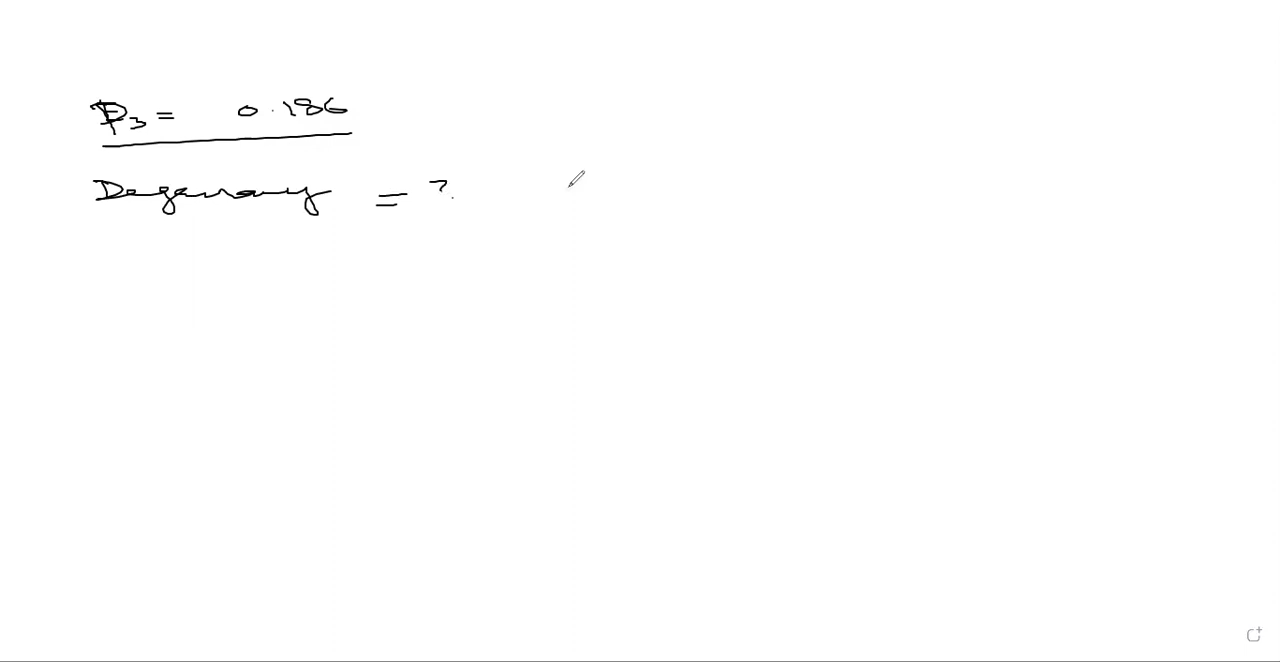 P₃ = 0.186
Degeneracy = ?